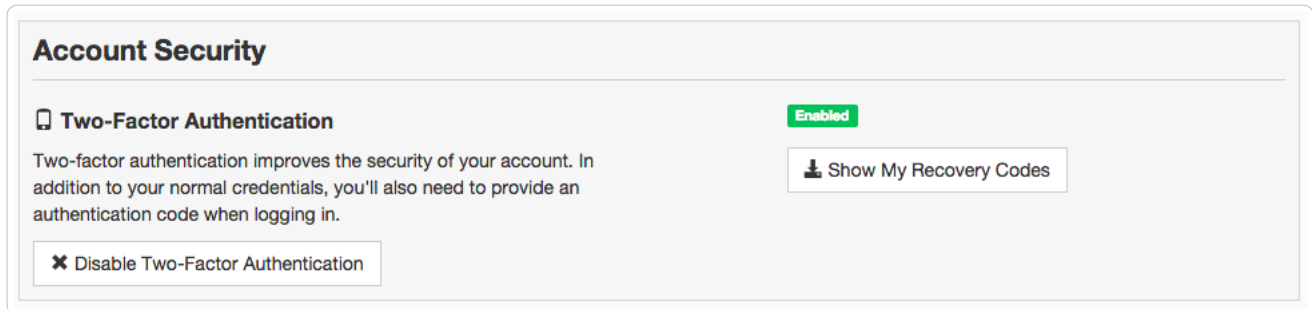 Account Security
Two-Factor Authentication
Enabled
Two-factor authentication improves the security of your account. In
addition to your normal credentials, you'll also need to provide an
authentication code when logging in.
Show My Recovery Codes
Disable Two-Factor Authentication